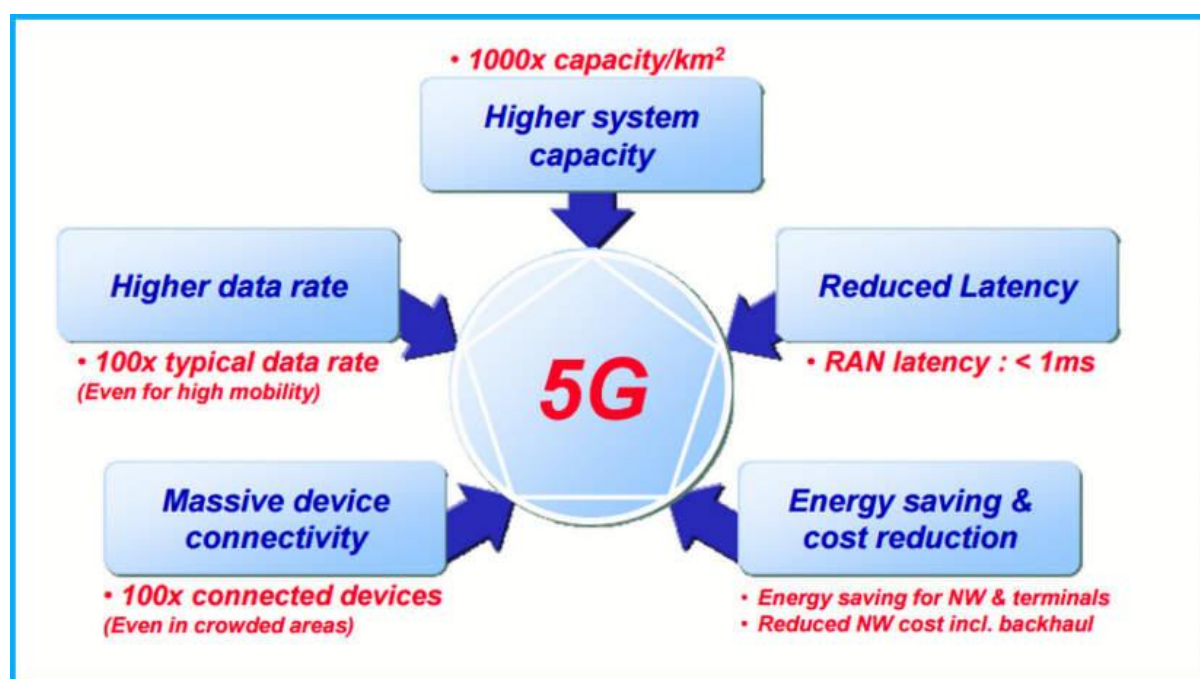 • 1000x capacity/km²
Higher system
capacity
Higher data rate
• 100x typical data rate
(Even for high mobility)
Reduced Latency
• RAN latency : < 1ms
5G
Massive device
connectivity
• 100x connected devices
(Even in crowded areas)
Energy saving &
cost reduction
• Energy saving for NW & terminals
• Reduced NW cost incl. backhaul